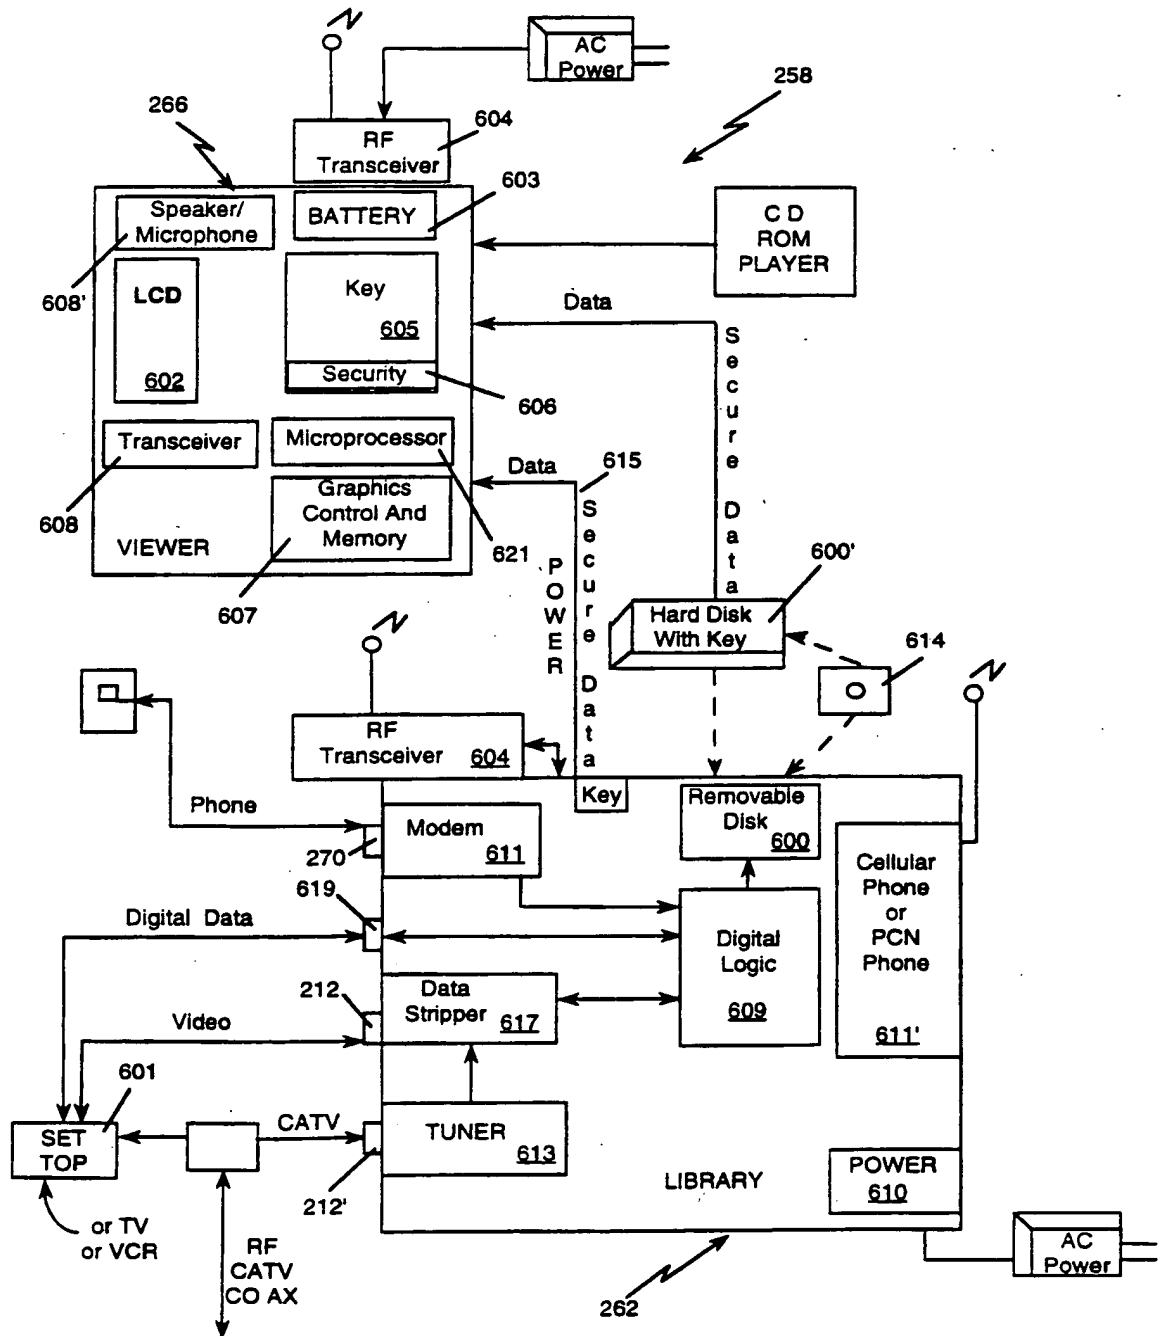 AC
Power
258
266
604
RF
Transceiver
603
Speaker/
Microphone
BATTERY
C D
ROM
PLAYER
608'
LCD
602
Key
605
Security
606
Data
Secure Data
Transceiver
Microprocessor
608
Graphics
Control And
Memory
VIEWER
621
607
Data
615
POWER
Secure Data
600'
Hard Disk
With Key
614
RF
Transceiver
604
Key
Removable
Disk
600
Phone
Modem
611
270
619
Cellular
Phone
or
PCN
Phone
611'
Digital Data
Digital
Logic
609
212
Data
Stripper
617
Video
601
SET
TOP
CATV
TUNER
613
212'
LIBRARY
POWER
610
or TV
or VCR
RF
CATV
CO AX
262
AC
Power